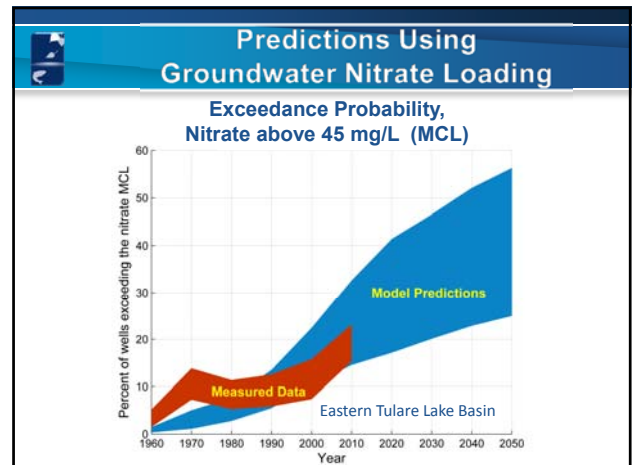 Predictions Using
Groundwater Nitrate Loading
Exceedance Probability,
Nitrate above 45 mg/L (MCL)
Percent of wells exceeding the nitrate MCL
60
50
40
30
20
10
0
Model Predictions
Measured Data
Eastern Tulare Lake Basin
1960 1970 1980 1990 2000 2010 2020 2030 2040 2050
Year